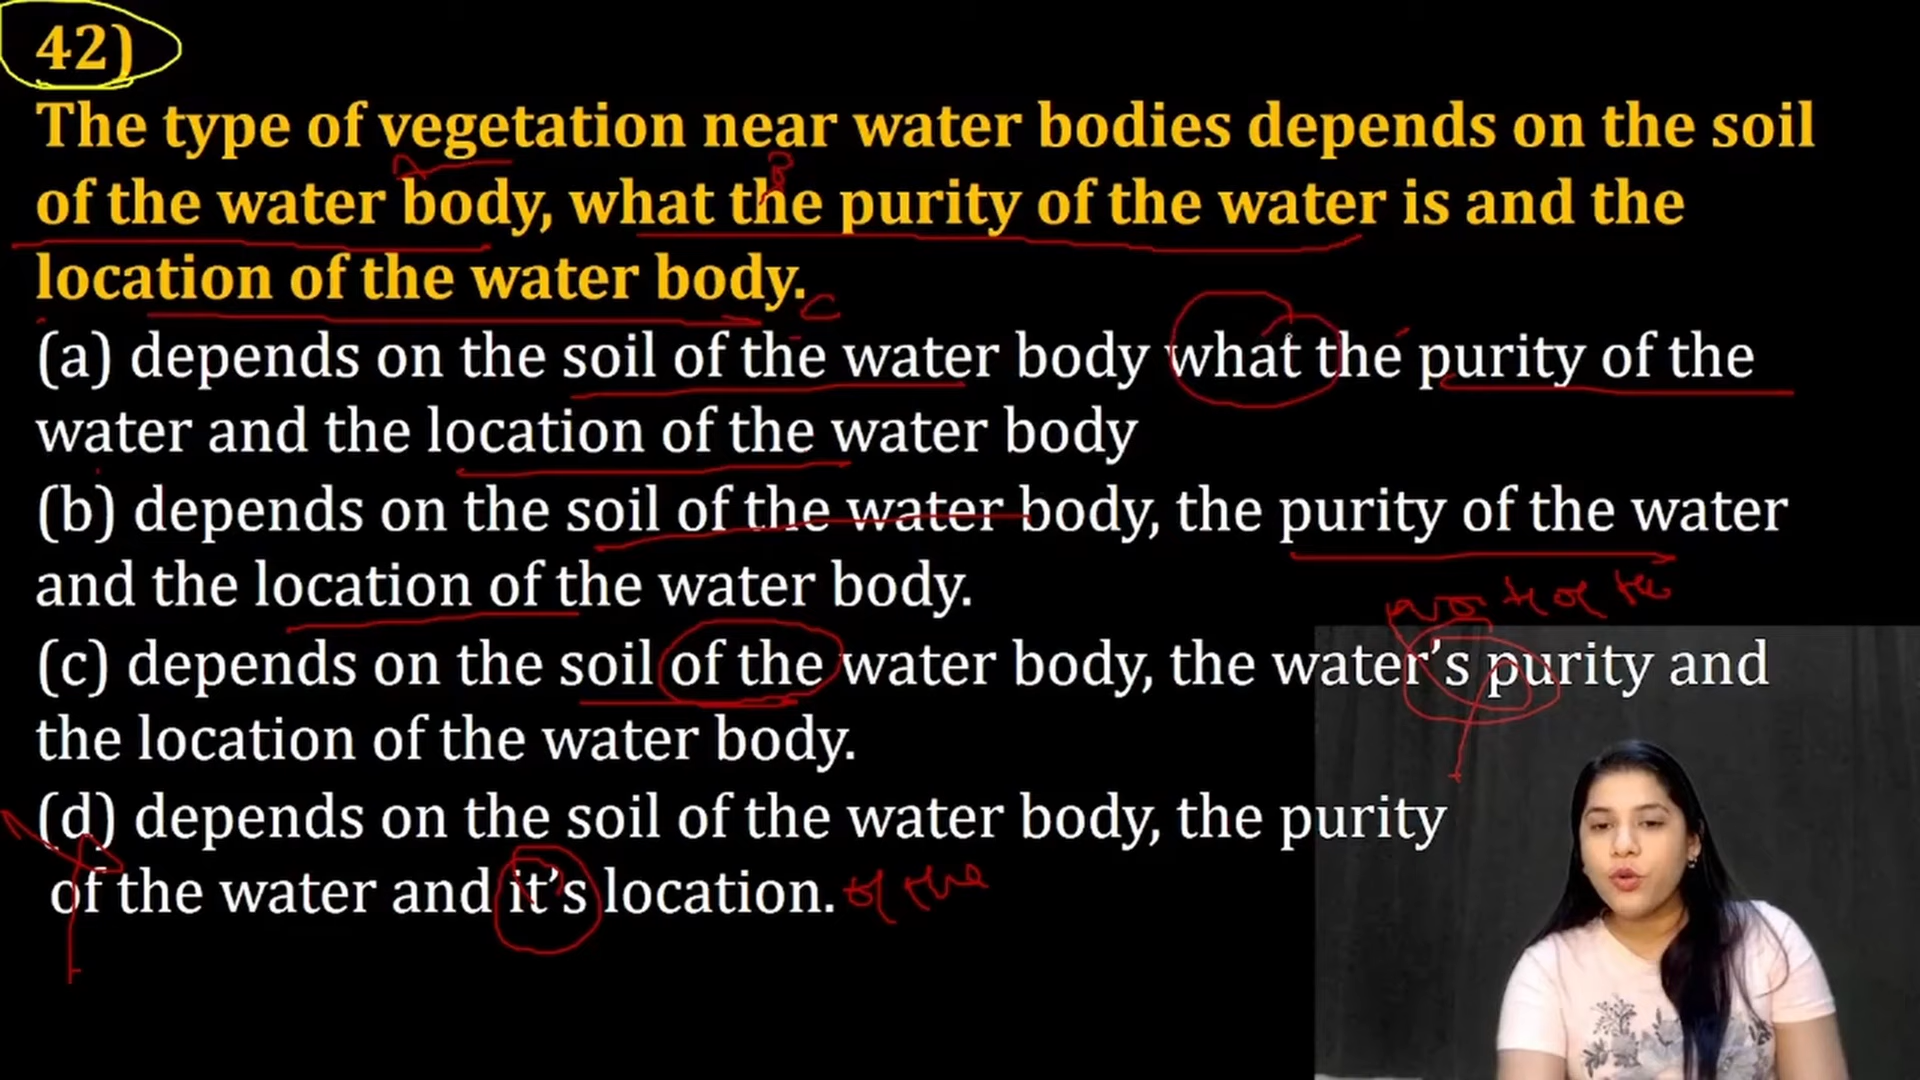 42)
The type of vegetation near water bodies depends on the soil
of the water body, what the purity of the water is and the
location of the water body.
A
B
C
(a) depends on the soil of the water body what the purity of the
water and the location of the water body
(b) depends on the soil of the water body, the purity of the water
and the location of the water body.
of the
(c) depends on the soil of the water body, the water’s purity and
the location of the water body.
(d) depends on the soil of the water body, the purity
of the water and it’s location. of the